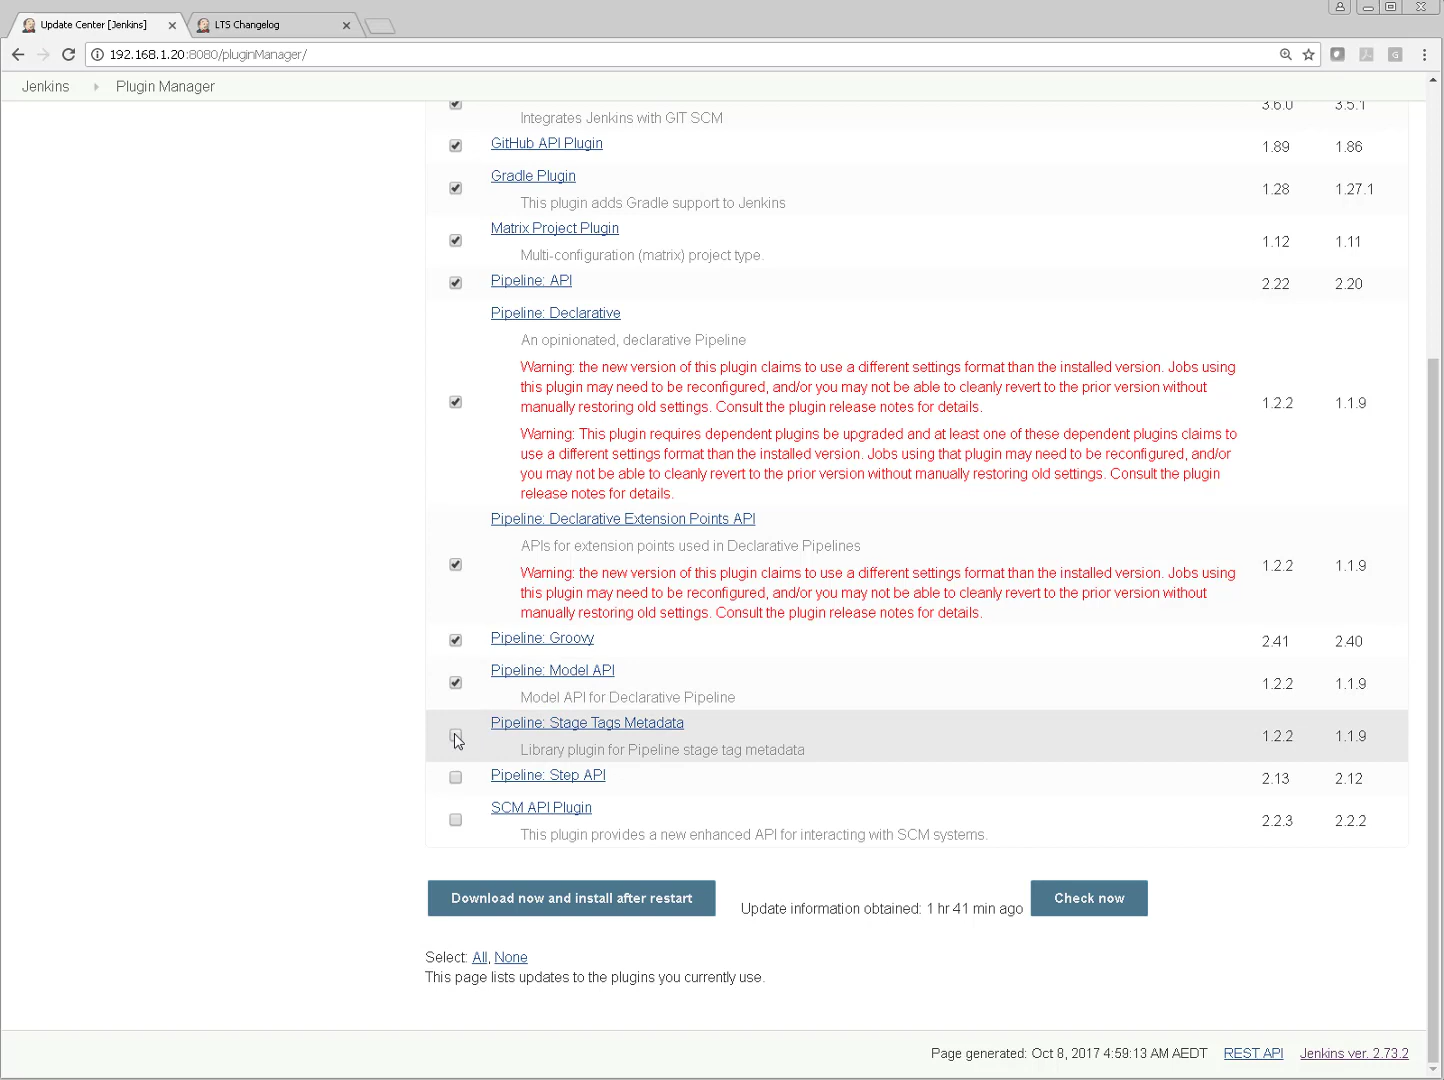 Update Center [Jenkins]
LTS Changelog
192.168.1.20:8080/pluginManager/
Jenkins
Plugin Manager
3.6.0 3.5.1
Integrates Jenkins with GIT SCM
GitHub API Plugin
1.89 1.86
Gradle Plugin
1.28 1.27.1
This plugin adds Gradle support to Jenkins
Matrix Project Plugin
1.12 1.11
Multi-configuration (matrix) project type.
Pipeline: API
2.22 2.20
Pipeline: Declarative
An opinionated, declarative Pipeline
Warning: the new version of this plugin claims to use a different settings format than the installed version. Jobs using
this plugin may need to be reconfigured, and/or you may not be able to cleanly revert to the prior version without
manually restoring old settings. Consult the plugin release notes for details.
1.2.2 1.1.9
Warning: This plugin requires dependent plugins be upgraded and at least one of these dependent plugins claims to
use a different settings format than the installed version. Jobs using that plugin may need to be reconfigured, and/or
you may not be able to cleanly revert to the prior version without manually restoring old settings. Consult the plugin
release notes for details.
Pipeline: Declarative Extension Points API
APIs for extension points used in Declarative Pipelines
1.2.2 1.1.9
Warning: the new version of this plugin claims to use a different settings format than the installed version. Jobs using
this plugin may need to be reconfigured, and/or you may not be able to cleanly revert to the prior version without
manually restoring old settings. Consult the plugin release notes for details.
Pipeline: Groovy
2.41 2.40
Pipeline: Model API
1.2.2 1.1.9
Model API for Declarative Pipeline
Pipeline: Stage Tags Metadata
1.2.2 1.1.9
Library plugin for Pipeline stage tag metadata
Pipeline: Step API
2.13 2.12
SCM API Plugin
2.2.3 2.2.2
This plugin provides a new enhanced API for interacting with SCM systems.
Download now and install after restart
Update information obtained: 1 hr 41 min ago
Check now
Select: All, None
This page lists updates to the plugins you currently use.
Page generated: Oct 8, 2017 4:59:13 AM AEDT REST API Jenkins ver. 2.73.2